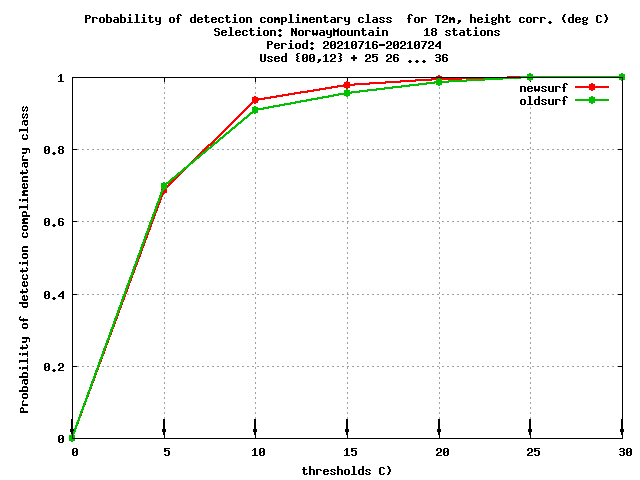 Probability of detection complimentary class  for T2m, height corr. (deg C)
Selection: NorwayMountain     18 stations
Period: 20210716-20210724
Used {00,12} + 25 26 ... 36
newsurf
oldsurf
Probability of detection complimentary class
1
0.8
0.6
0.4
0.2
0
0 5 10 15 20 25 30
thresholds C)